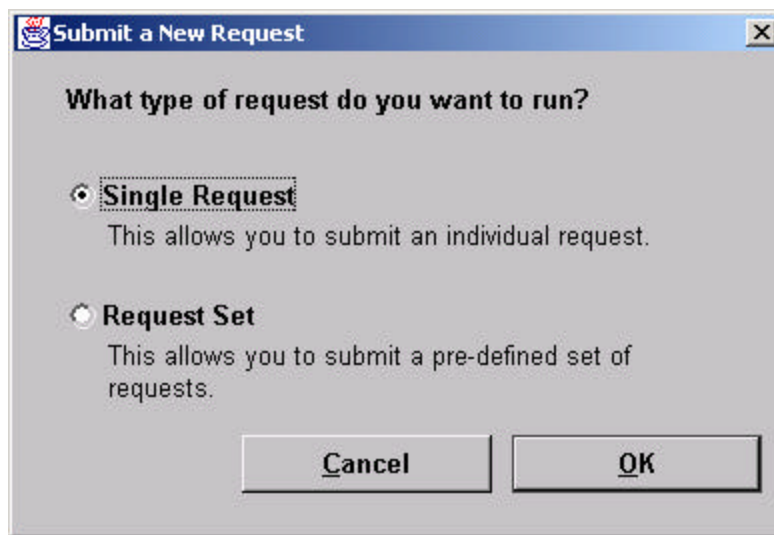 Submit a New Request
What type of request do you want to run?
Single Request
This allows you to submit an individual request.
Request Set
This allows you to submit a pre-defined set of
requests.
Cancel
OK